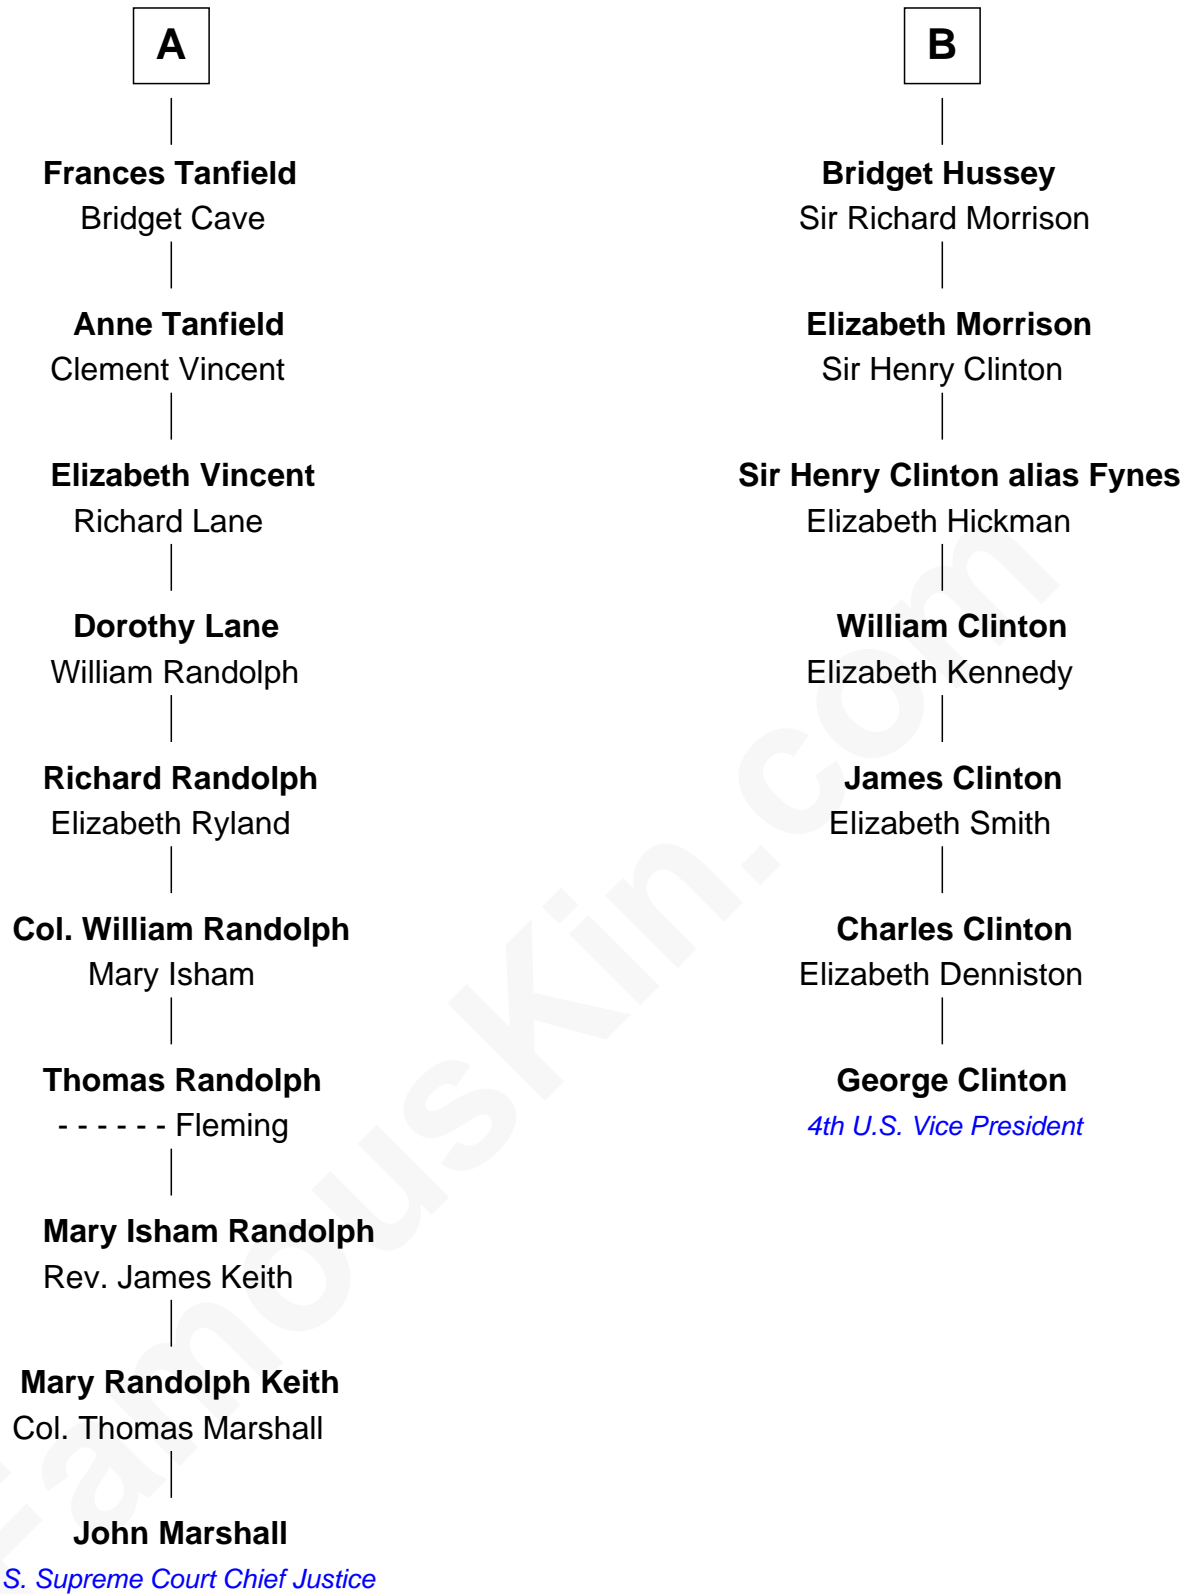 A
Frances Tanfield
Bridget Cave
Anne Tanfield
Clement Vincent
Elizabeth Vincent
Richard Lane
Dorothy Lane
William Randolph
Richard Randolph
Elizabeth Ryland
Col. William Randolph
Mary Isham
Thomas Randolph
- - - - - - Fleming
Mary Isham Randolph
Rev. James Keith
Mary Randolph Keith
Col. Thomas Marshall
John Marshall
S. Supreme Court Chief Justice
B
Bridget Hussey
Sir Richard Morrison
Elizabeth Morrison
Sir Henry Clinton
Sir Henry Clinton alias Fynes
Elizabeth Hickman
William Clinton
Elizabeth Kennedy
James Clinton
Elizabeth Smith
Charles Clinton
Elizabeth Denniston
George Clinton
4th U.S. Vice President
FamousKin.com